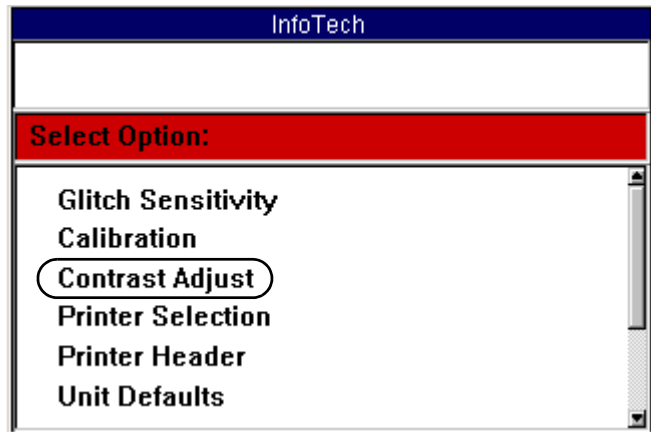 InfoTech
Select Option:
Glitch Sensitivity
Calibration
Contrast Adjust
Printer Selection
Printer Header
Unit Defaults